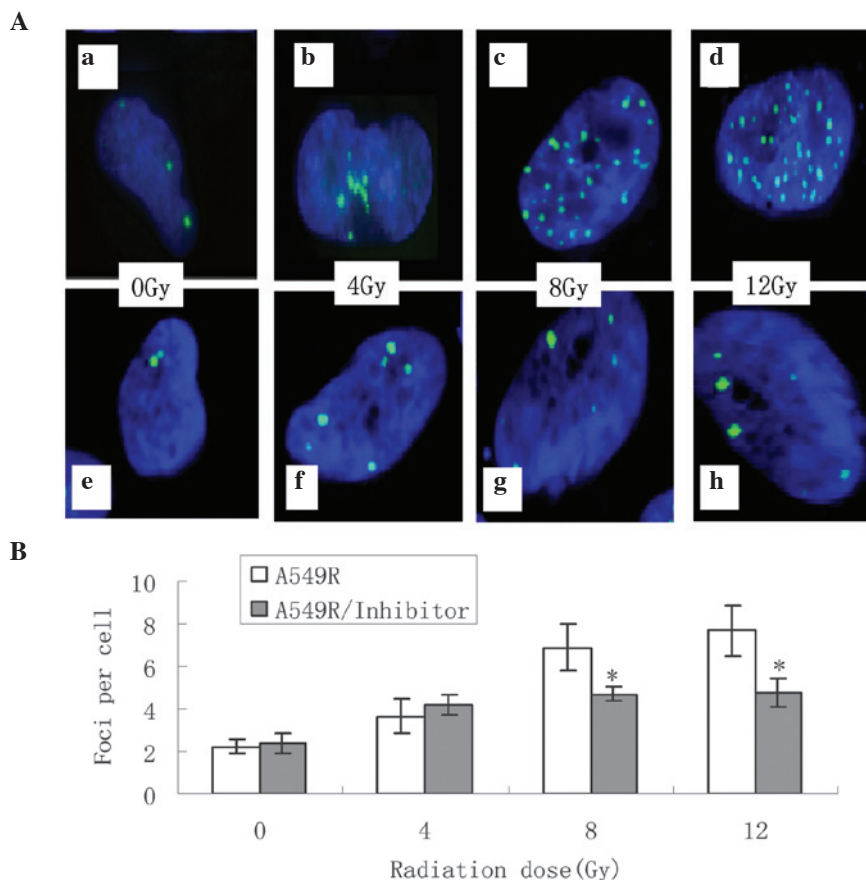 A
a
b
c
d
0Gy
4Gy
8Gy
12Gy
e
f
g
h
B
10
8
6
4
2
0
Foci per cell
A549R
A549R/Inhibitor
*
*
0
4
8
12
Radiation dose(Gy)